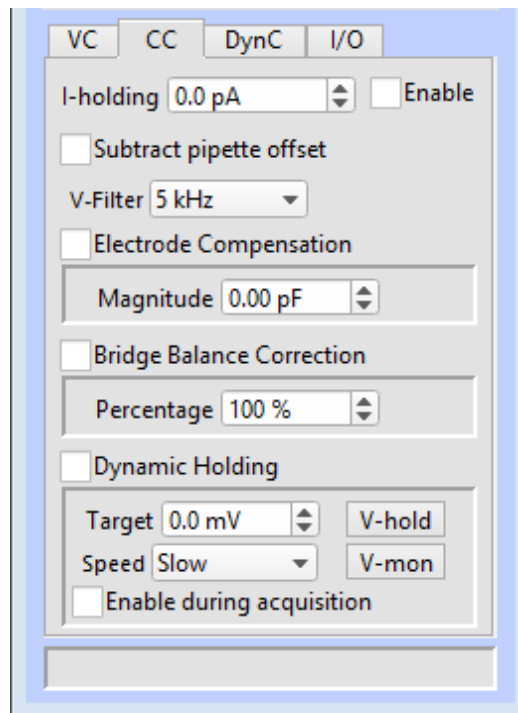 VC CC DynC I/O
I-holding 0.0 pA Enable
Subtract pipette offset
V-Filter 5 kHz
Electrode Compensation
Magnitude 0.00 pF
Bridge Balance Correction
Percentage 100 %
Dynamic Holding
Target 0.0 mV V-hold
Speed Slow V-mon
Enable during acquisition